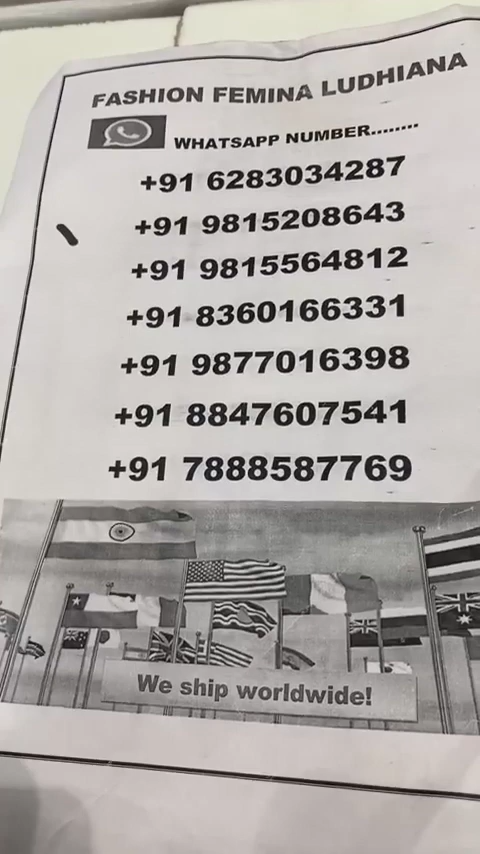 FASHION FEMINA LUDHIANA
WHATSAPP NUMBER........
+91 6283034287
+91 9815208643
+91 9815564812
+91 8360166331
+91 9877016398
+91 8847607541
+91 7888587769
We ship worldwide!